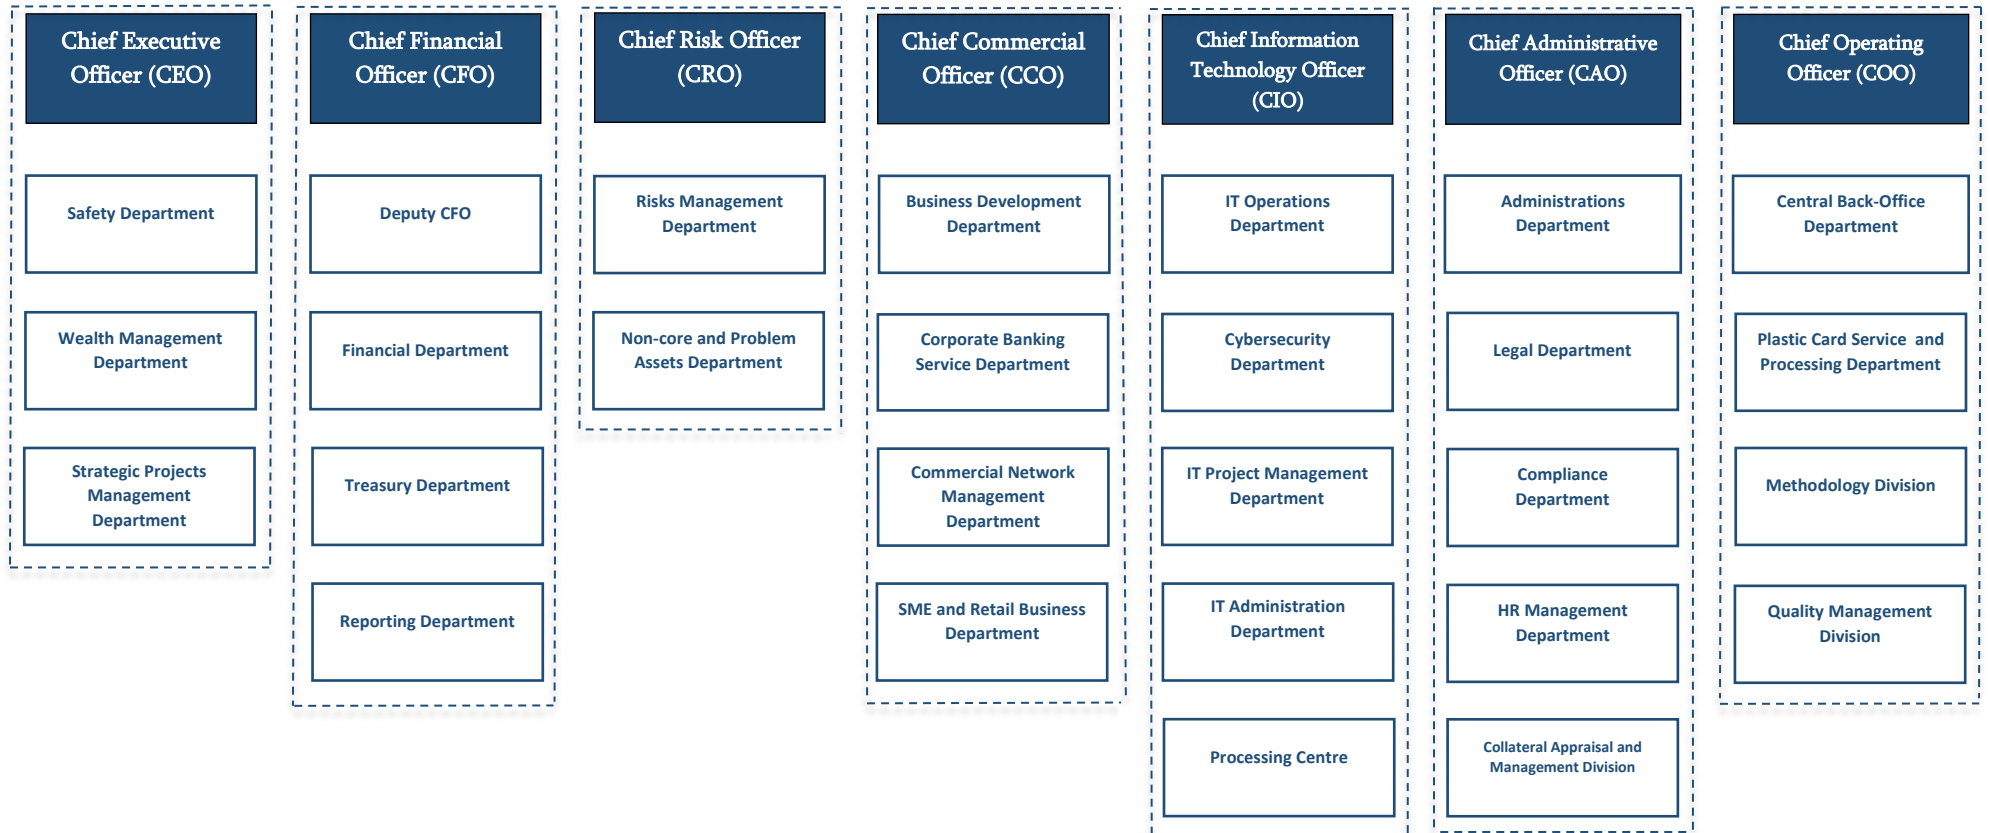 Chief Executive
Officer (CEO)
Safety Department
Wealth Management
Department
Strategic Projects
Management
Department
Chief Financial
Officer (CFO)
Deputy CFO
Financial Department
Treasury Department
Reporting Department
Chief Risk Officer
(CRO)
Risks Management
Department
Non-core and Problem
Assets Department
Chief Commercial
Officer (CCO)
Business Development
Department
Corporate Banking
Service Department
Commercial Network
Management
Department
SME and Retail Business
Department
Chief Information
Technology Officer
(CIO)
IT Operations
Department
Cybersecurity
Department
IT Project Management
Department
IT Administration
Department
Processing Centre
Chief Administrative
Officer (CAO)
Administrations
Department
Legal Department
Compliance
Department
HR Management
Department
Collateral Appraisal and
Management Division
Chief Operating
Officer (COO)
Central Back-Office
Department
Plastic Card Service and
Processing Department
Methodology Division
Quality Management
Division